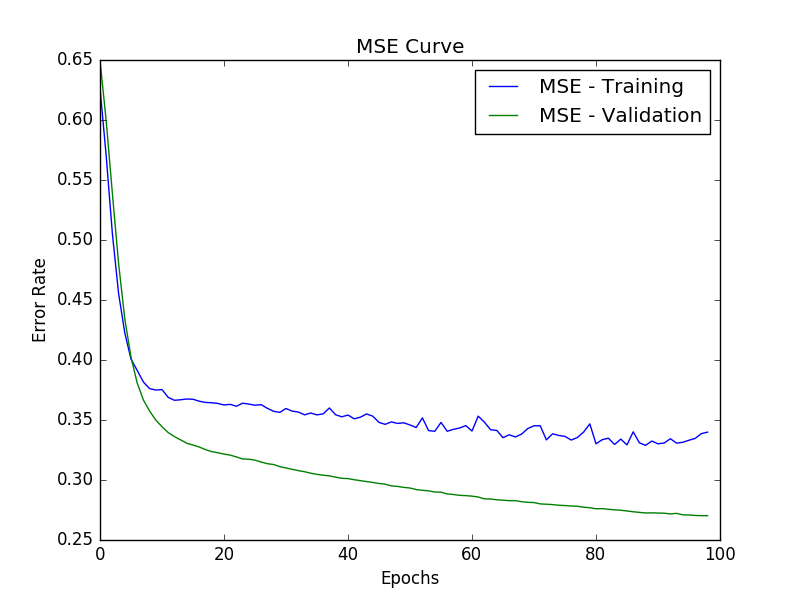 MSE Curve
0.65
0.60
0.55
0.50
0.45
0.40
0.35
0.30
0.25
Error Rate
MSE - Training
MSE - Validation
0 20 40 60 80 100
Epochs